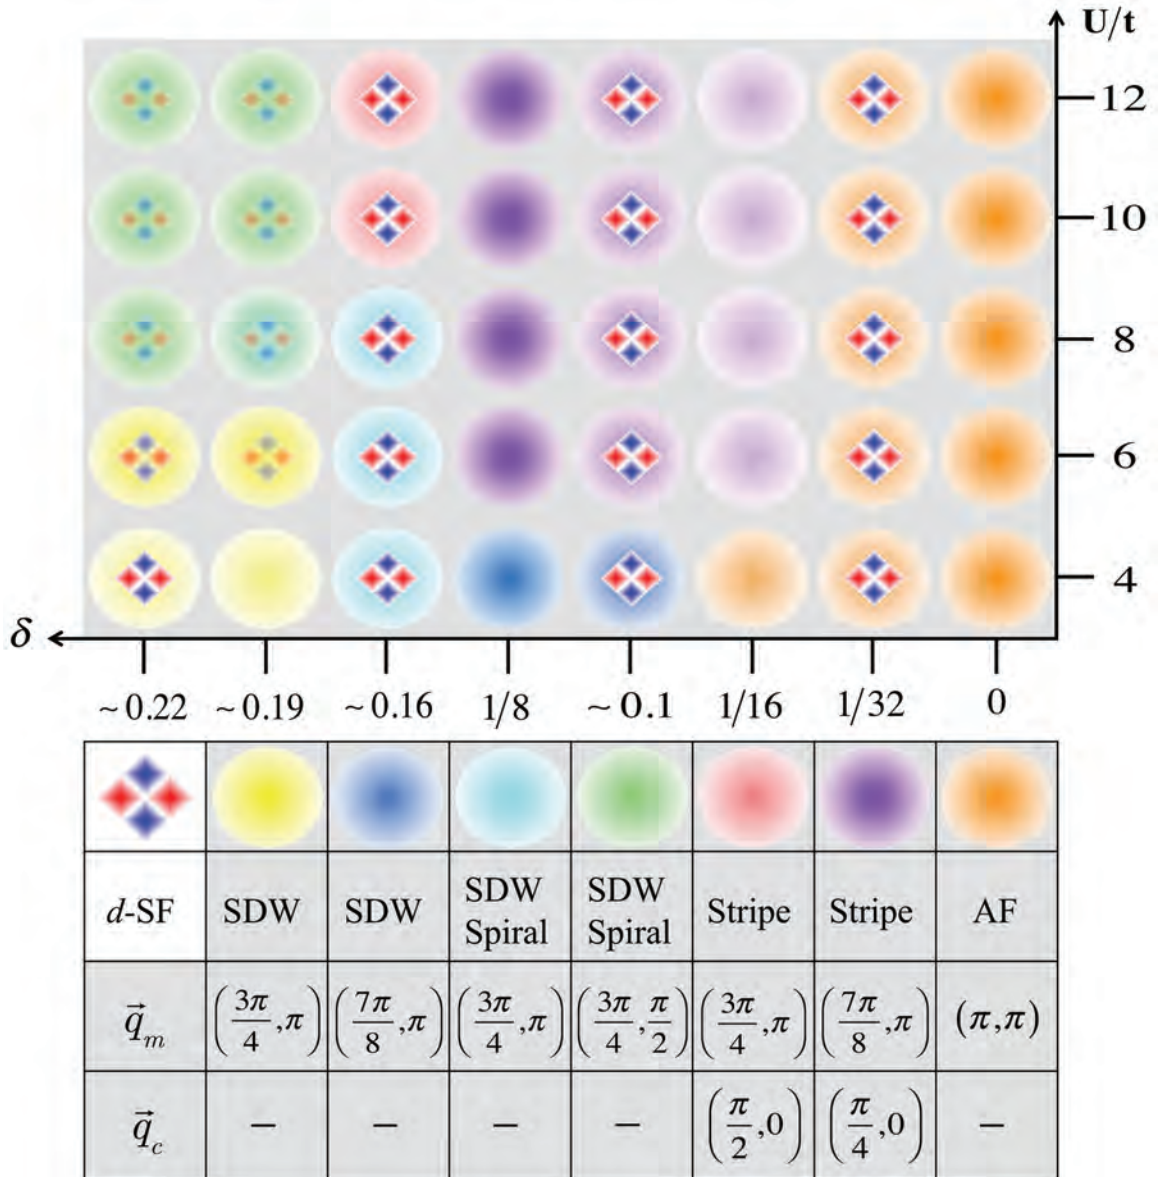 U/t
12
10
8
6
4
δ
~0.22 ~0.19 ~0.16 1/8 ~0.1 1/16 1/32 0
d-SF SDW SDW SDW Spiral SDW Spiral Stripe Stripe AF
q⃗_m (3π/4,π) (7π/8,π) (3π/4,π) (3π/4,π/2) (3π/4,π) (7π/8,π) (π,π)
q⃗_c – – – – (π/2,0) (π/4,0) –